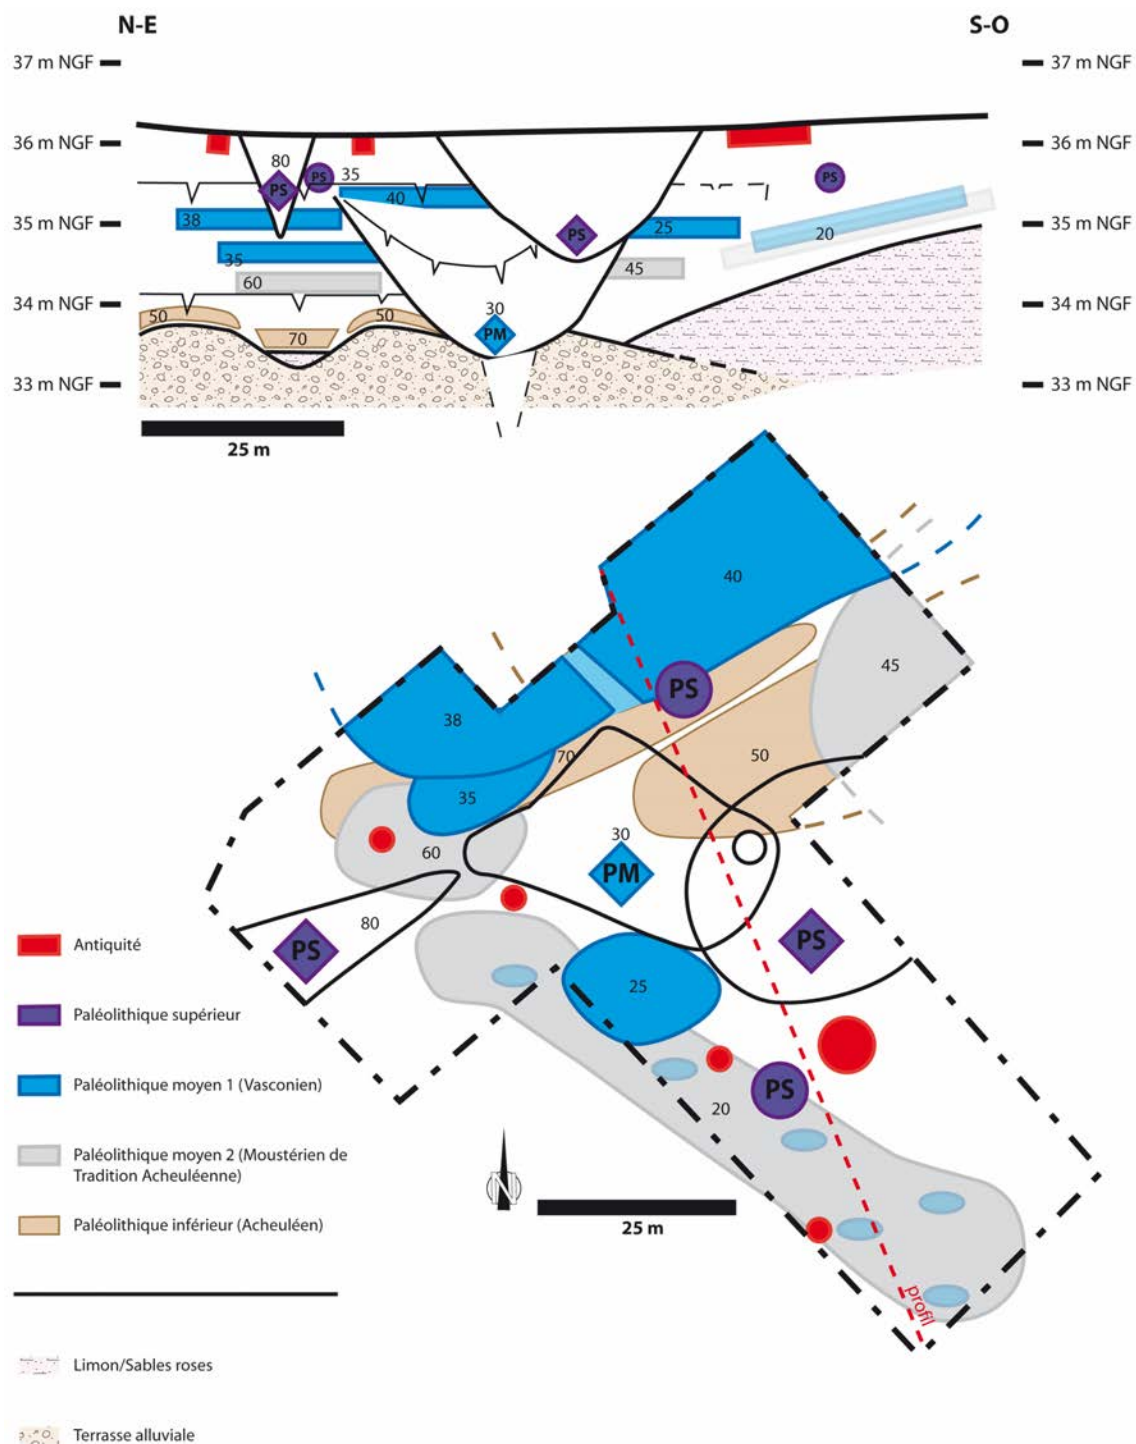 N-E
S-O
37 m NGF
37 m NGF
36 m NGF
36 m NGF
80
PS
PS
35
PS
40
35 m NGF
35 m NGF
38
PS
25
20
35
60
45
34 m NGF
34 m NGF
50
50
30
70
PM
33 m NGF
33 m NGF
25 m
40
45
PS
38
50
70
35
30
60
PM
80
PS
PS
Antiquité
25
Paléolithique supérieur
Paléolithique moyen 1 (Vasconien)
PS
20
Paléolithique moyen 2 (Moustérien de
Tradition Acheuléenne)
N
25 m
Paléolithique inférieur (Acheuléen)
profil
Limon/Sables roses
Terrasse alluviale